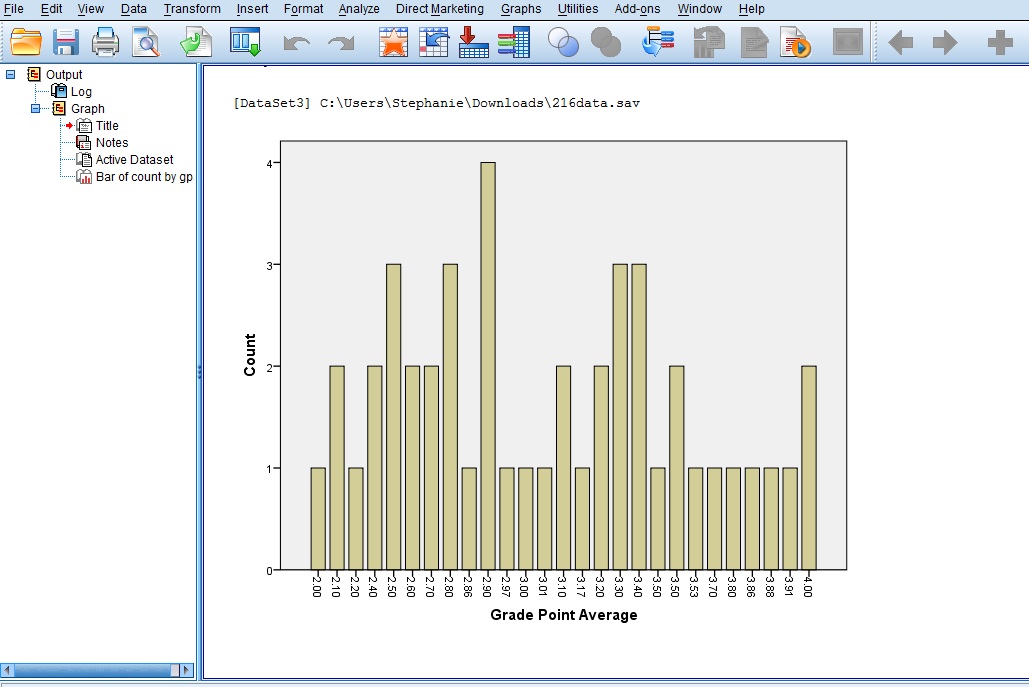 File Edit View Data Transform Insert Format Analyze Direct Marketing Graphs Utilities Add-ons Window Help
Output
Log
Graph
Title
Notes
Active Dataset
Bar of count by gp
[DataSet3] C:\Users\Stephanie\Downloads\216data.sav
4
3
2
1
0
Count
2.00 2.10 2.20 2.40 2.50 2.60 2.70 2.80 2.86 2.90 2.97 3.00 3.01 3.10 3.17 3.20 3.30 3.40 3.50 3.50 3.53 3.70 3.80 3.86 3.88 3.91 4.00
Grade Point Average